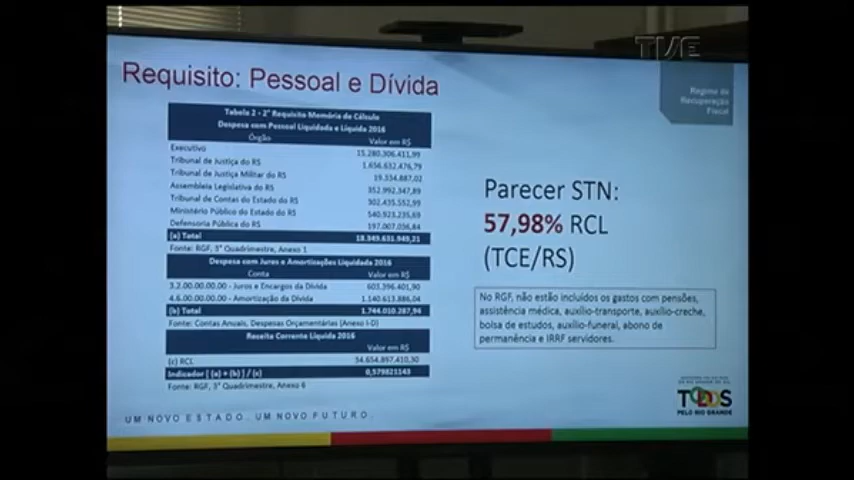 TVE
Requisito: Pessoal e Dívida
Regime de
Recuperação
Fiscal
Tabela 2 - 2º Requisito Memória de Cálculo
Despesa com Pessoal Liquidada e Líquida 2016
Órgão Valor em R$
Executivo 15.280.306.411,99
Tribunal de Justiça do RS 1.656.632.476,79
Tribunal de Justiça Militar do RS 19.334.887,02
Assembleia Legislativa do RS 352.992.347,89
Tribunal de Contas do Estado do RS 302.435.552,99
Ministério Público do Estado do RS 540.923.235,69
Defensoria Pública do RS 197.007.036,84
(a) Total 18.349.631.949,21
Fonte: RGF, 3º Quadrimestre, Anexo 1
Despesa com Juros e Amortizações Liquidada 2016
Conta Valor em R$
3.2.00.00.00.00 - Juros e Encargos da Dívida 603.396.401,90
4.6.00.00.00.00 - Amortização da Dívida 1.140.613.886,04
(b) Total 1.744.010.287,94
Fonte: Contas Anuais, Despesas Orçamentárias (Anexo I-D)
Receita Corrente Líquida 2016
Valor em R$
(c) RCL 34.654.897.410,30
Indicador [ (a) + (b) ] / (c) 0,579821143
Fonte: RGF, 3º Quadrimestre, Anexo 6
Parecer STN:
57,98% RCL
(TCE/RS)
No RGF, não estão incluídos os gastos com pensões,
assistência médica, auxílio-transporte, auxílio-creche,
bolsa de estudos, auxílio-funeral, abono de
permanência e IRRF servidores.
UM NOVO ESTADO. UM NOVO FUTURO.
TODOS
PELO RIO GRANDE